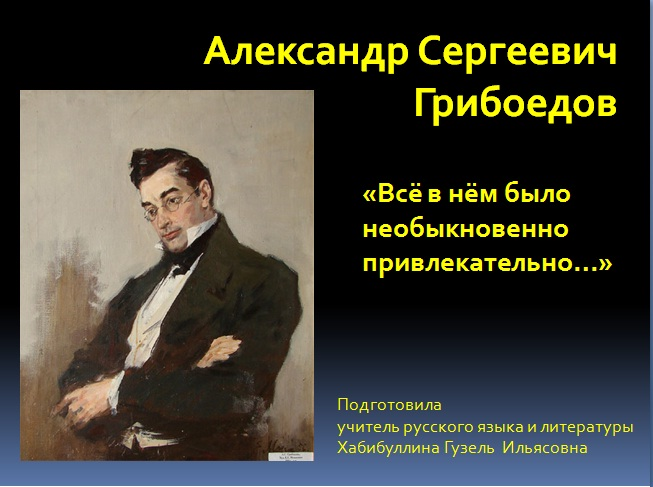 Александр Сергеевич
Грибоедов
«Всё в нём было
необыкновенно
привлекательно...»
Подготовила
учитель русского языка и литературы
Хабибуллина Гузель Ильясовна